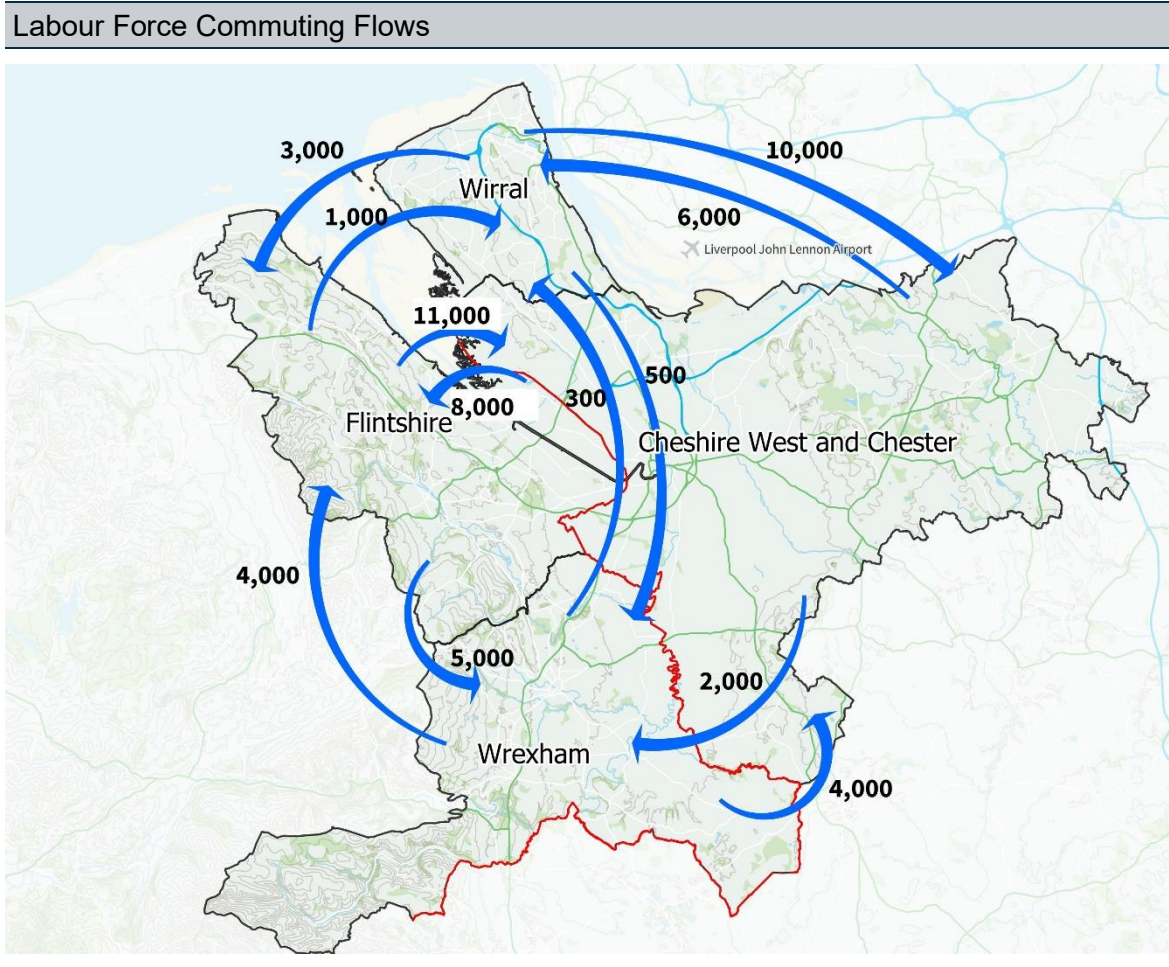 Labour Force Commuting Flows
3,000
10,000
Wirral
1,000
6,000
Liverpool John Lennon Airport
11,000
500
300
8,000
Flintshire
Cheshire West and Chester
4,000
5,000
2,000
Wrexham
4,000